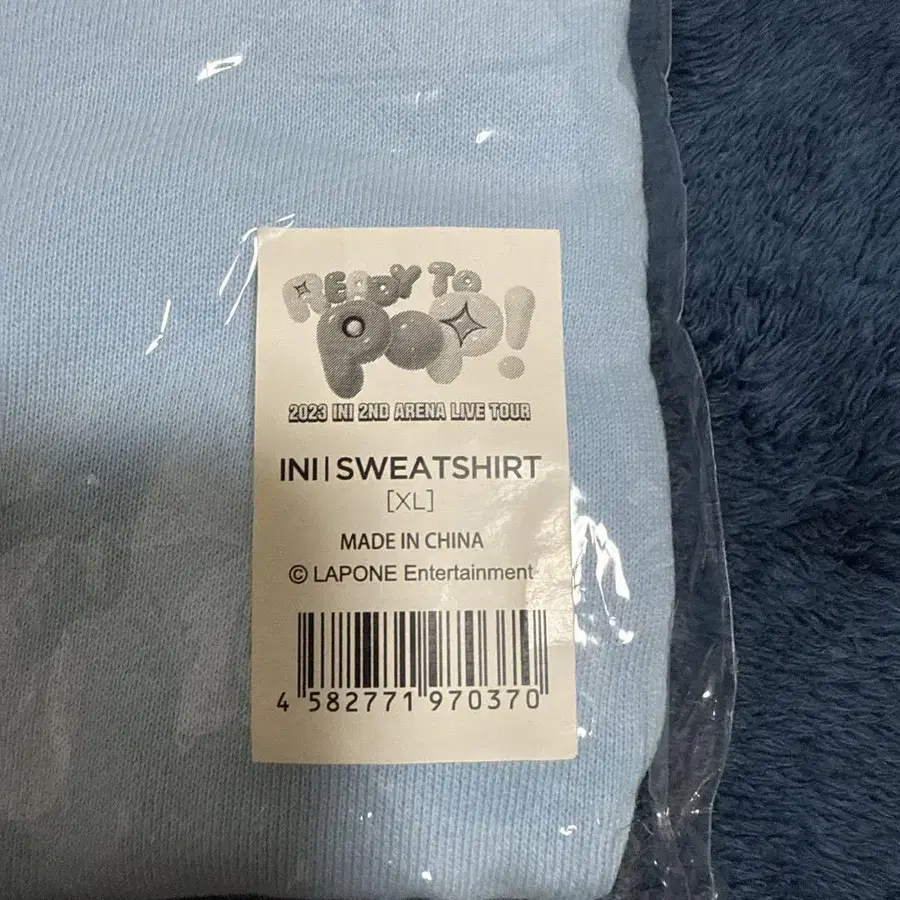 READY TO
POP!
2023 INI 2ND ARENA LIVE TOUR
INI|SWEATSHIRT
[XL]
MADE IN CHINA
© LAPONE Entertainment
4 582771 970370